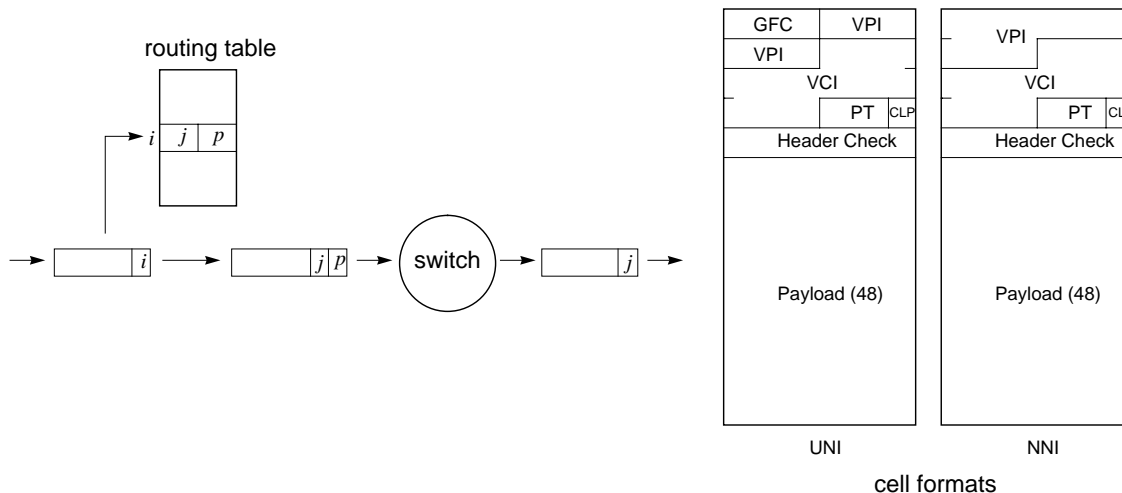 routing table
i j p
i
j p
switch
j
GFC VPI
VPI
VCI
PT CLP
Header Check
Payload (48)
UNI
VPI
PT CL
Header Check
Payload (48)
NNI
cell formats